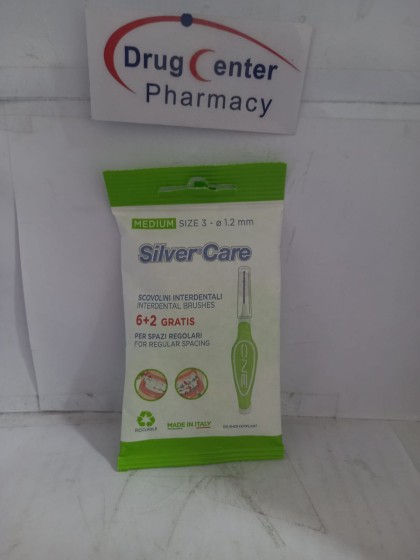 Drug Center
Pharmacy
MEDIUM SIZE 3 - ø 1.2 mm
Silver Care
SCOVOLINI INTERDENTALI
INTERDENTAL BRUSHES
6+2 GRATIS
PER SPAZI REGOLARI
FOR REGULAR SPACING
ONE
MADE IN ITALY